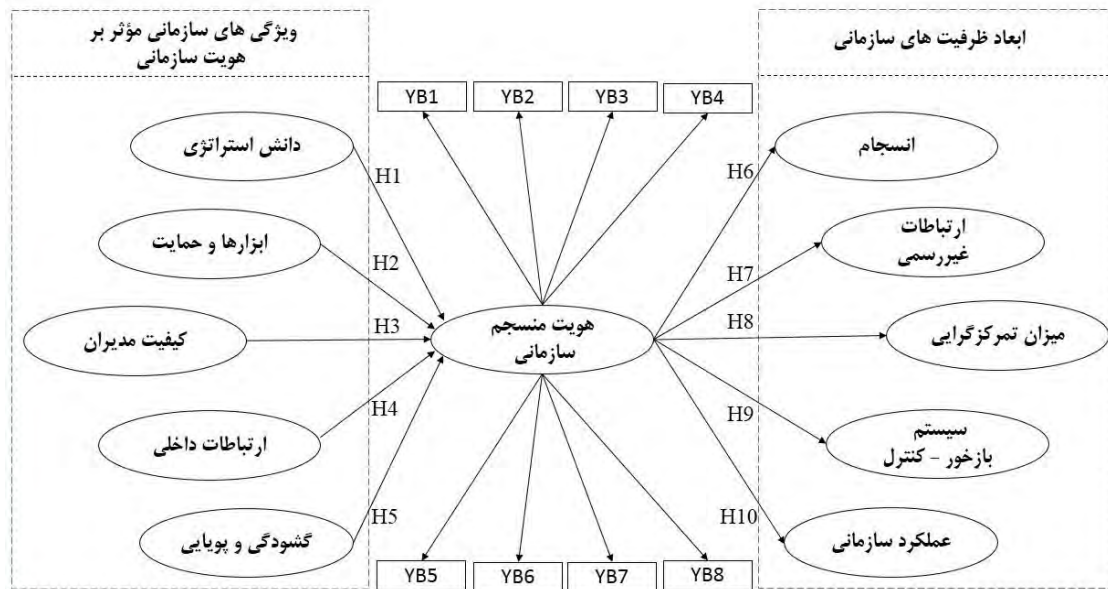 ویژگی های سازمانی مؤثر بر
هویت سازمانی
ابعاد ظرفیت های سازمانی
YB1
YB2
YB3
YB4
دانش استراتژی
ابزارها و حمایت
کیفیت مدیران
ارتباطات داخلی
گشودگی و پویایی
H1
H2
H3
H4
H5
هویت منسجم
سازمانی
H6
H7
H8
H9
H10
انسجام
ارتباطات
غیررسمی
میزان تمرکزگرایی
سیستم
بازخور - کنترل
عملکرد سازمانی
YB5
YB6
YB7
YB8